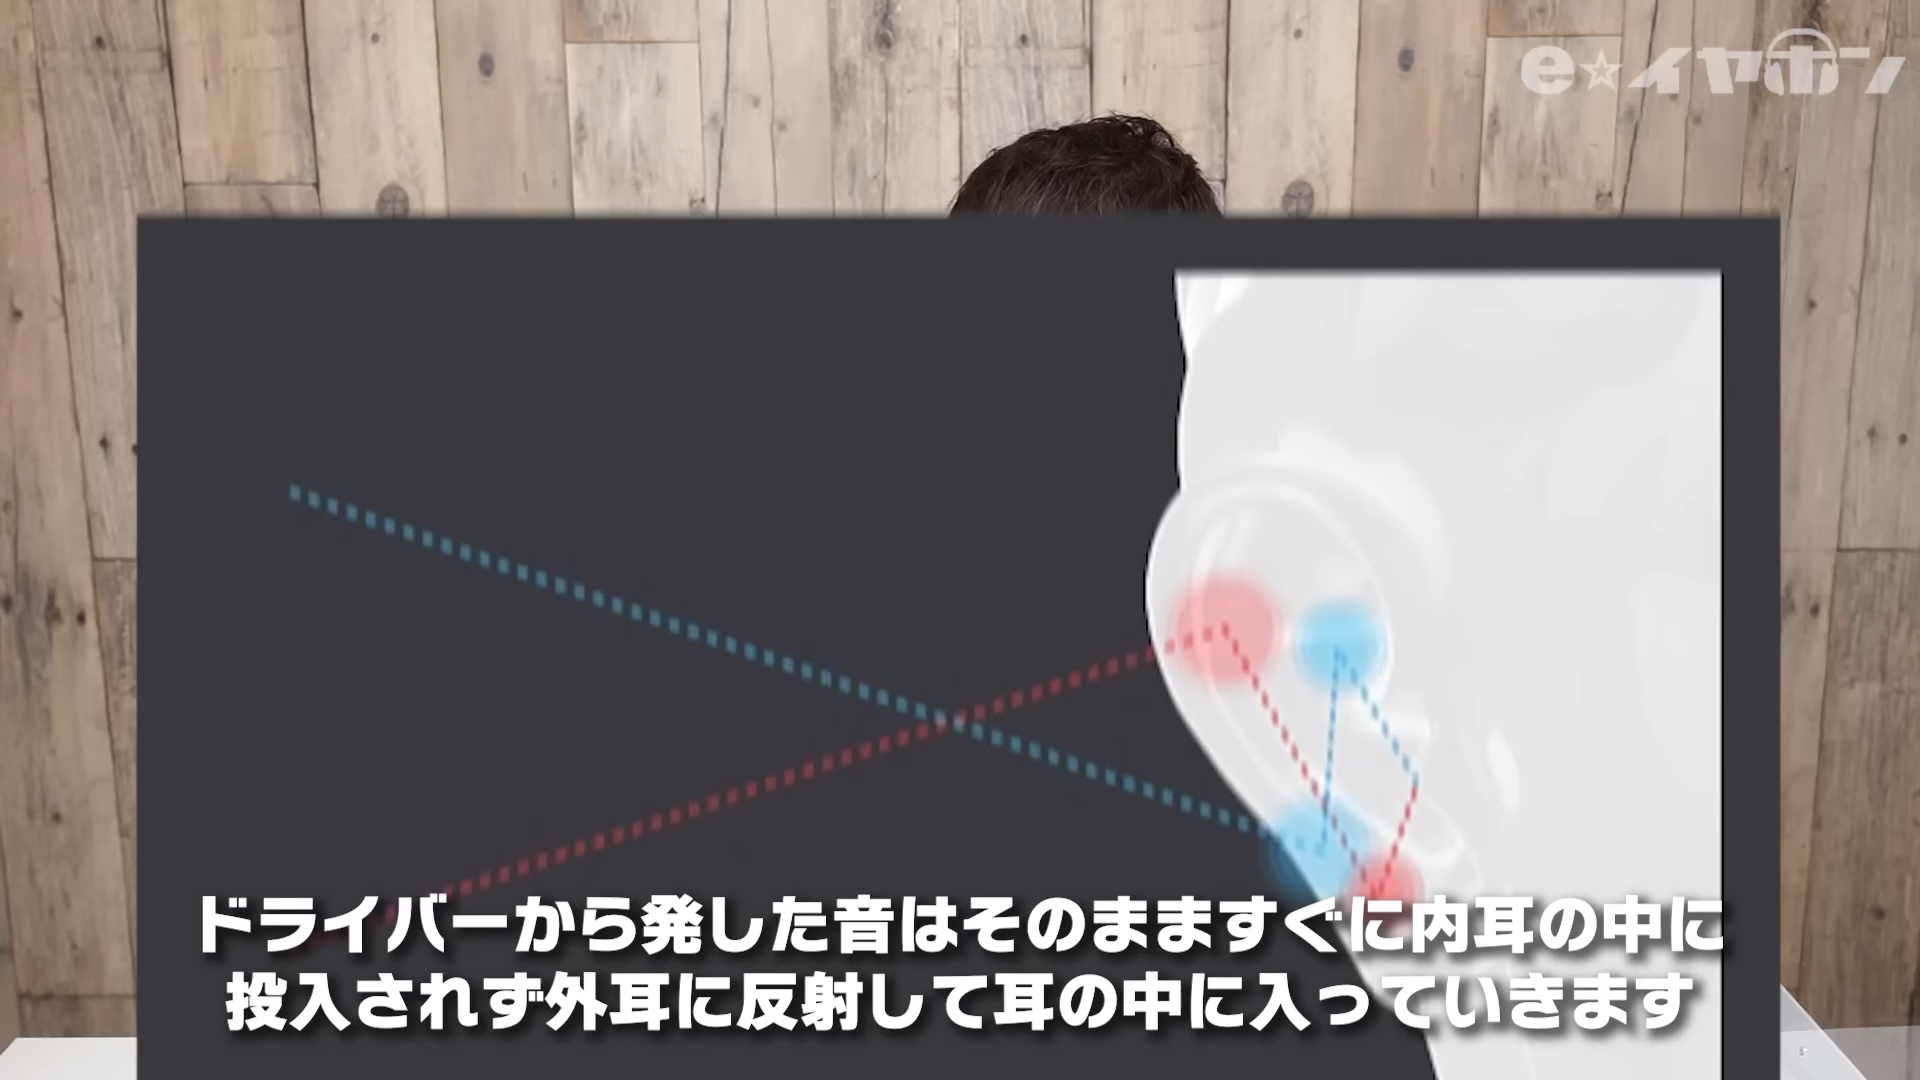 e☆イヤホン
ドライバーから発した音はそのまますぐに内耳の中に
投入されず外耳に反射して耳の中に入っていきます